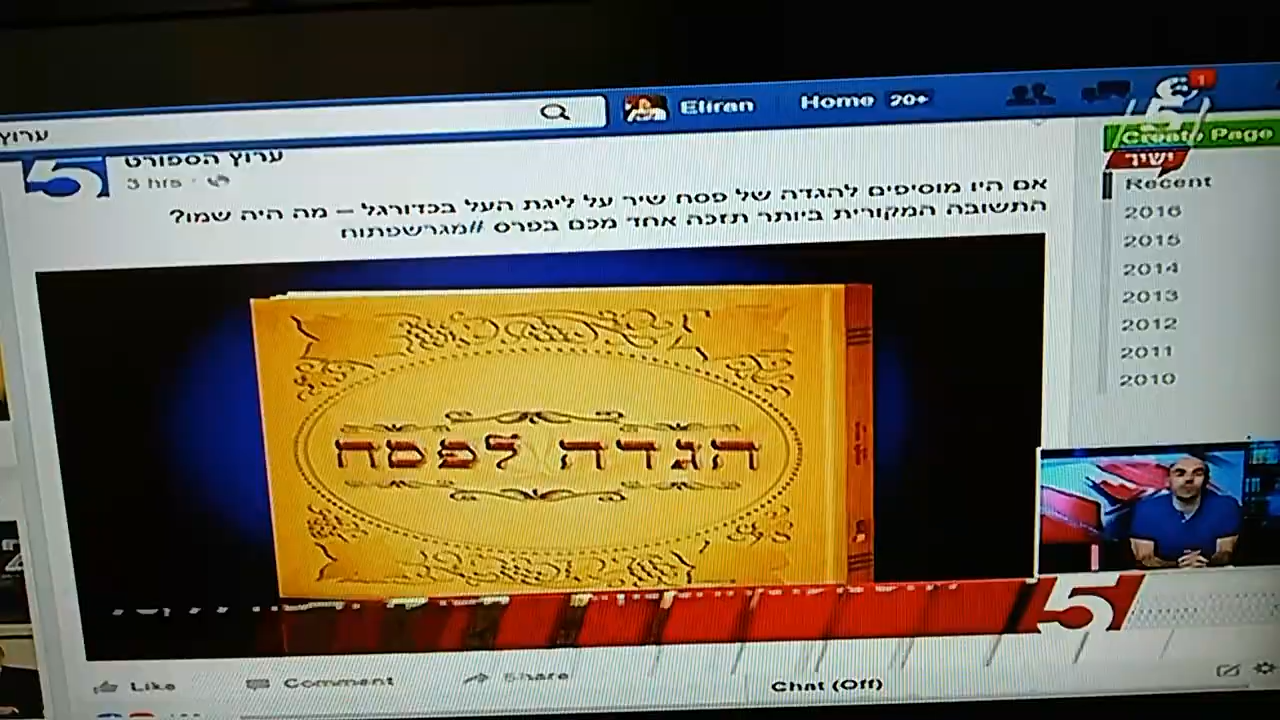 Eliran Home 20+
1
ערוץ
Create Page
ישיר
5 ערוץ הספורט
3 hrs
אם היו מוסיפים להגדה של פסח שיר על ליגת העל בכדורגל – מה היה שמו?
התשובה המקורית ביותר תזכה אחד מכם בפרס #מגרשפתוח
Recent
2016
2015
2014
2013
2012
2011
2010
הגדה לפסח
5
Like Comment Share
Chat (Off)